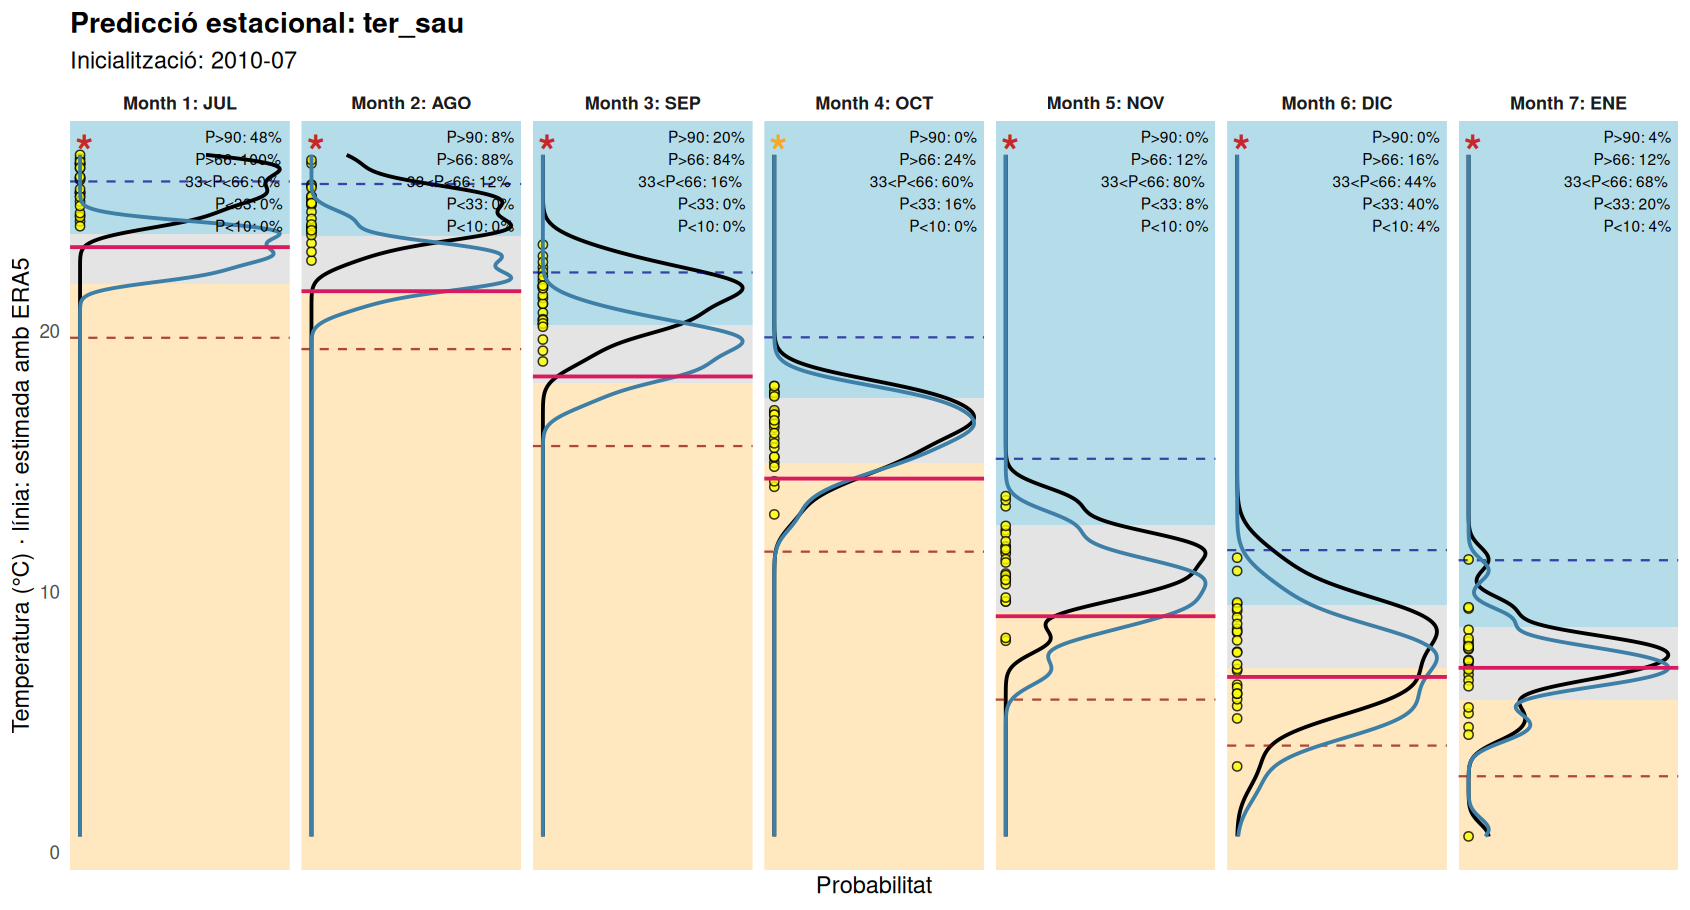 Predicció estacional: ter_sau
Inicialització: 2010-07
Month 1: JUL
Month 2: AGO
Month 3: SEP
Month 4: OCT
Month 5: NOV
Month 6: DIC
Month 7: ENE
*
P>90: 48%
P>66: 100%
33<P<66: 0%
P<33: 0%
P<10: 0%
*
P>90: 8%
P>66: 88%
33<P<66: 12%
P<33: 0%
P<10: 0%
*
P>90: 20%
P>66: 84%
33<P<66: 16%
P<33: 0%
P<10: 0%
*
P>90: 0%
P>66: 24%
33<P<66: 60%
P<33: 16%
P<10: 0%
*
P>90: 0%
P>66: 12%
33<P<66: 80%
P<33: 8%
P<10: 0%
*
P>90: 0%
P>66: 16%
33<P<66: 44%
P<33: 40%
P<10: 4%
*
P>90: 4%
P>66: 12%
33<P<66: 68%
P<33: 20%
P<10: 4%
Temperatura (°C) · línia: estimada amb ERA5
20
10
0
Probabilitat